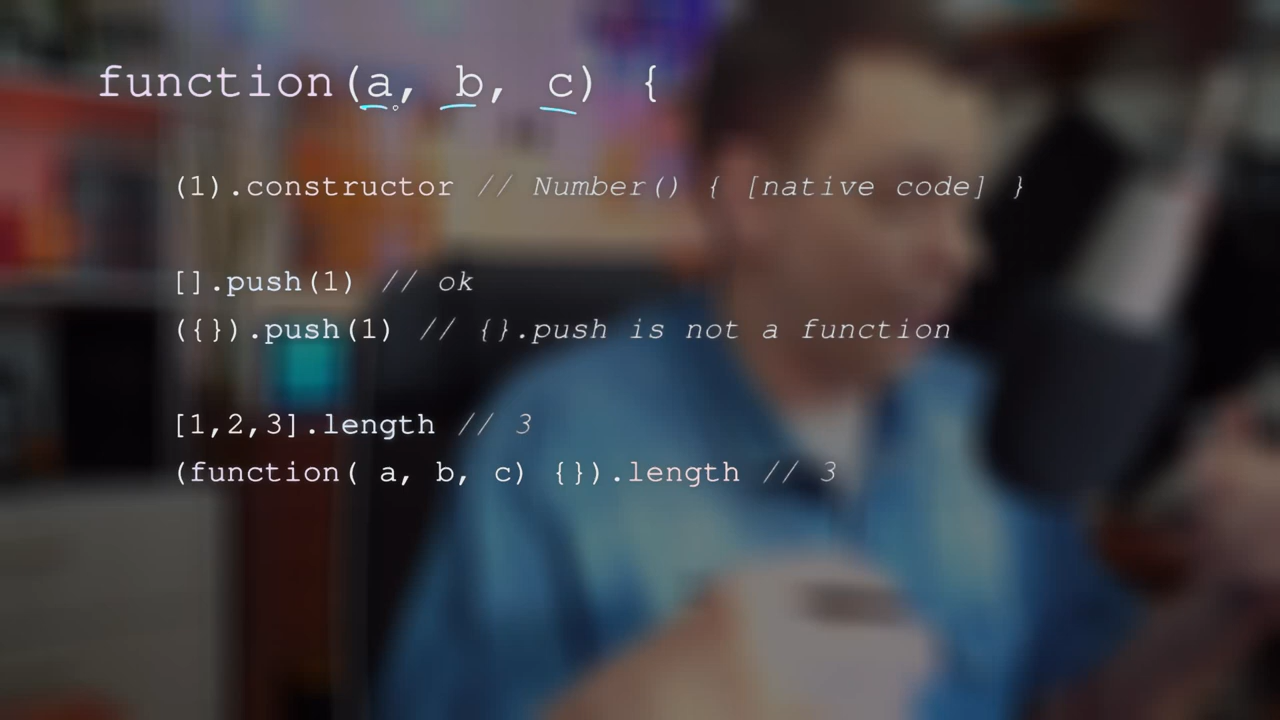 function(a, b, c) {
(1).constructor // Number() { [native code] }
[].push(1) // ok
({}).push(1) // {}.push is not a function
[1,2,3].length // 3
(function( a, b, c) {}).length // 3